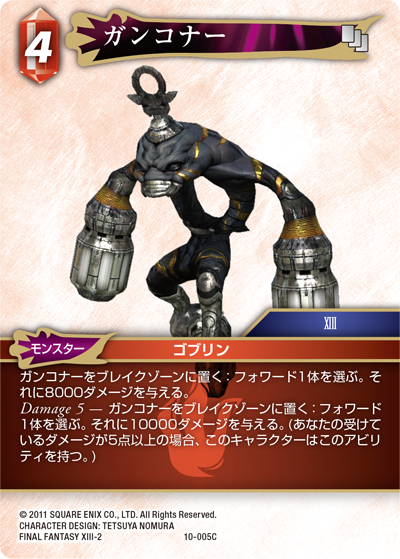 4
ガンコナー
XIII
モンスター
ゴブリン
ガンコナーをブレイクゾーンに置く：フォワード1体を選ぶ。そ
れに8000ダメージを与える。
Damage 5 — ガンコナーをブレイクゾーンに置く：フォワード
1体を選ぶ。それに10000ダメージを与える。（あなたの受けて
いるダメージが5点以上の場合、このキャラクターはこのアビリ
ティを持つ。）
© 2011 SQUARE ENIX CO., LTD. All Rights Reserved.
CHARACTER DESIGN: TETSUYA NOMURA
FINAL FANTASY XIII-2 10-005C